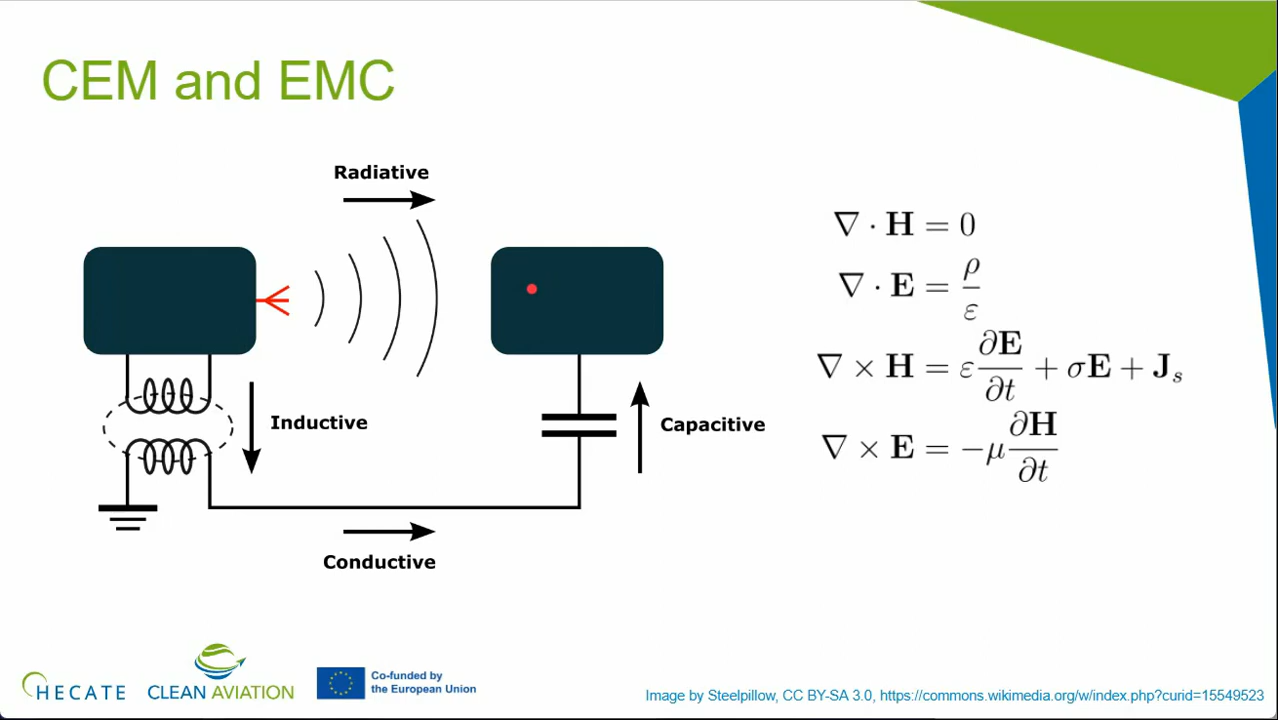 CEM and EMC
Radiative
Inductive
Capacitive
Conductive
∇ · H = 0
∇ · E = ρ/ε
∇ × H = ε ∂E/∂t + σE + Jₛ
∇ × E = −μ ∂H/∂t
HECATE
CLEAN AVIATION
Co-funded by
the European Union
Image by Steelpillow, CC BY-SA 3.0, https://commons.wikimedia.org/w/index.php?curid=15549523